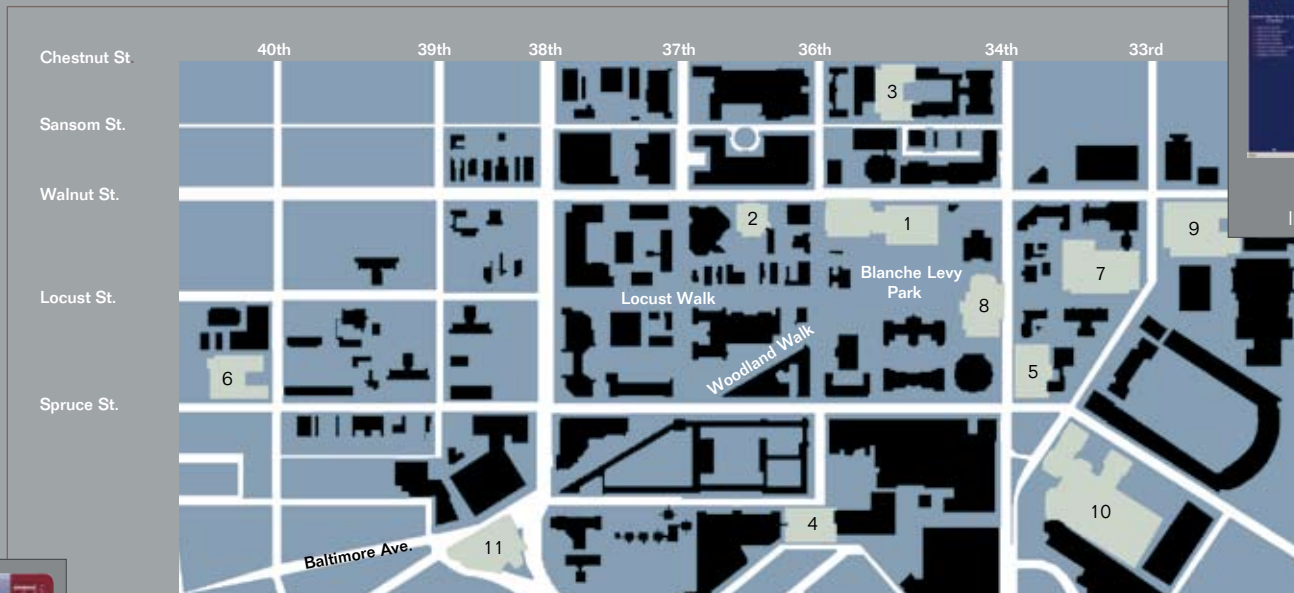 40th 39th 38th 37th 36th 34th 33rd
Chestnut St.
Sansom St.
Walnut St.
Locust St.
Spruce St.
3
2
1
9
7
Blanche Levy
Park
Locust Walk
8
Woodland Walk
6
5
4
10
11
Baltimore Ave.